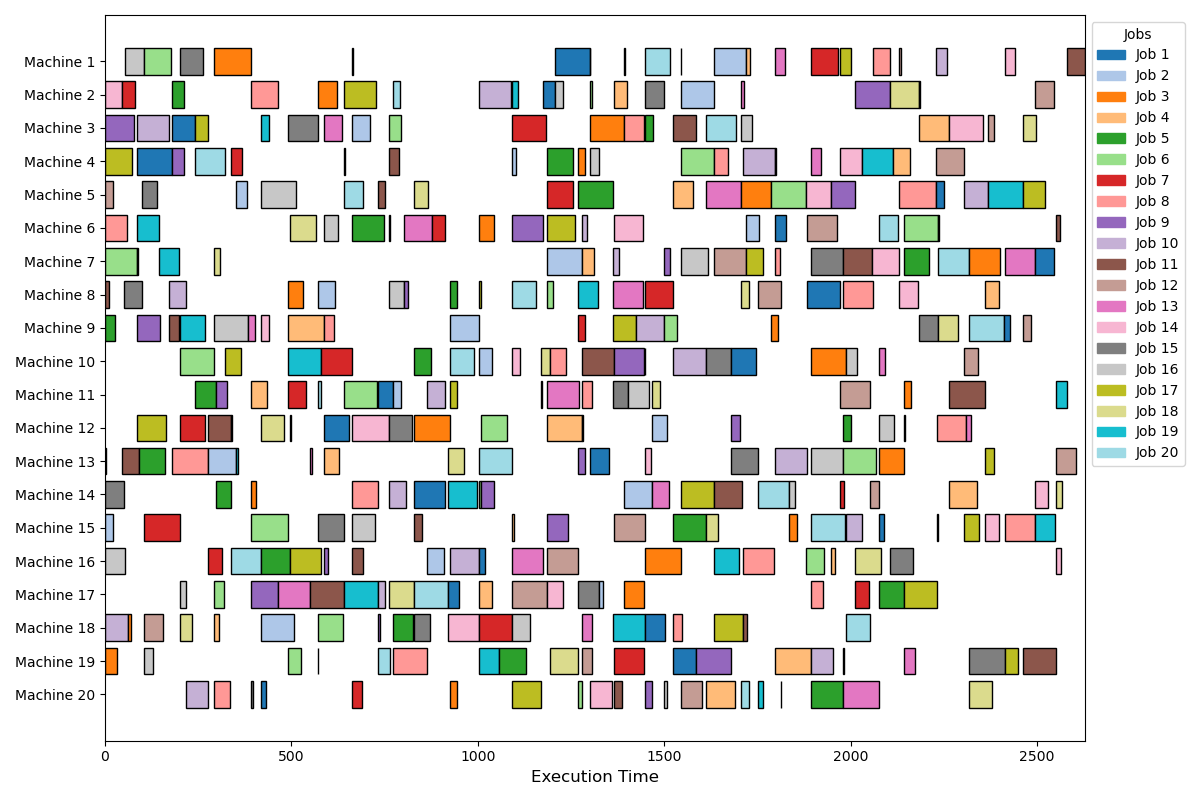 Machine 1
Machine 2
Machine 3
Machine 4
Machine 5
Machine 6
Machine 7
Machine 8
Machine 9
Machine 10
Machine 11
Machine 12
Machine 13
Machine 14
Machine 15
Machine 16
Machine 17
Machine 18
Machine 19
Machine 20
0 500 1000 1500 2000 2500
Execution Time
Jobs
Job 1
Job 2
Job 3
Job 4
Job 5
Job 6
Job 7
Job 8
Job 9
Job 10
Job 11
Job 12
Job 13
Job 14
Job 15
Job 16
Job 17
Job 18
Job 19
Job 20